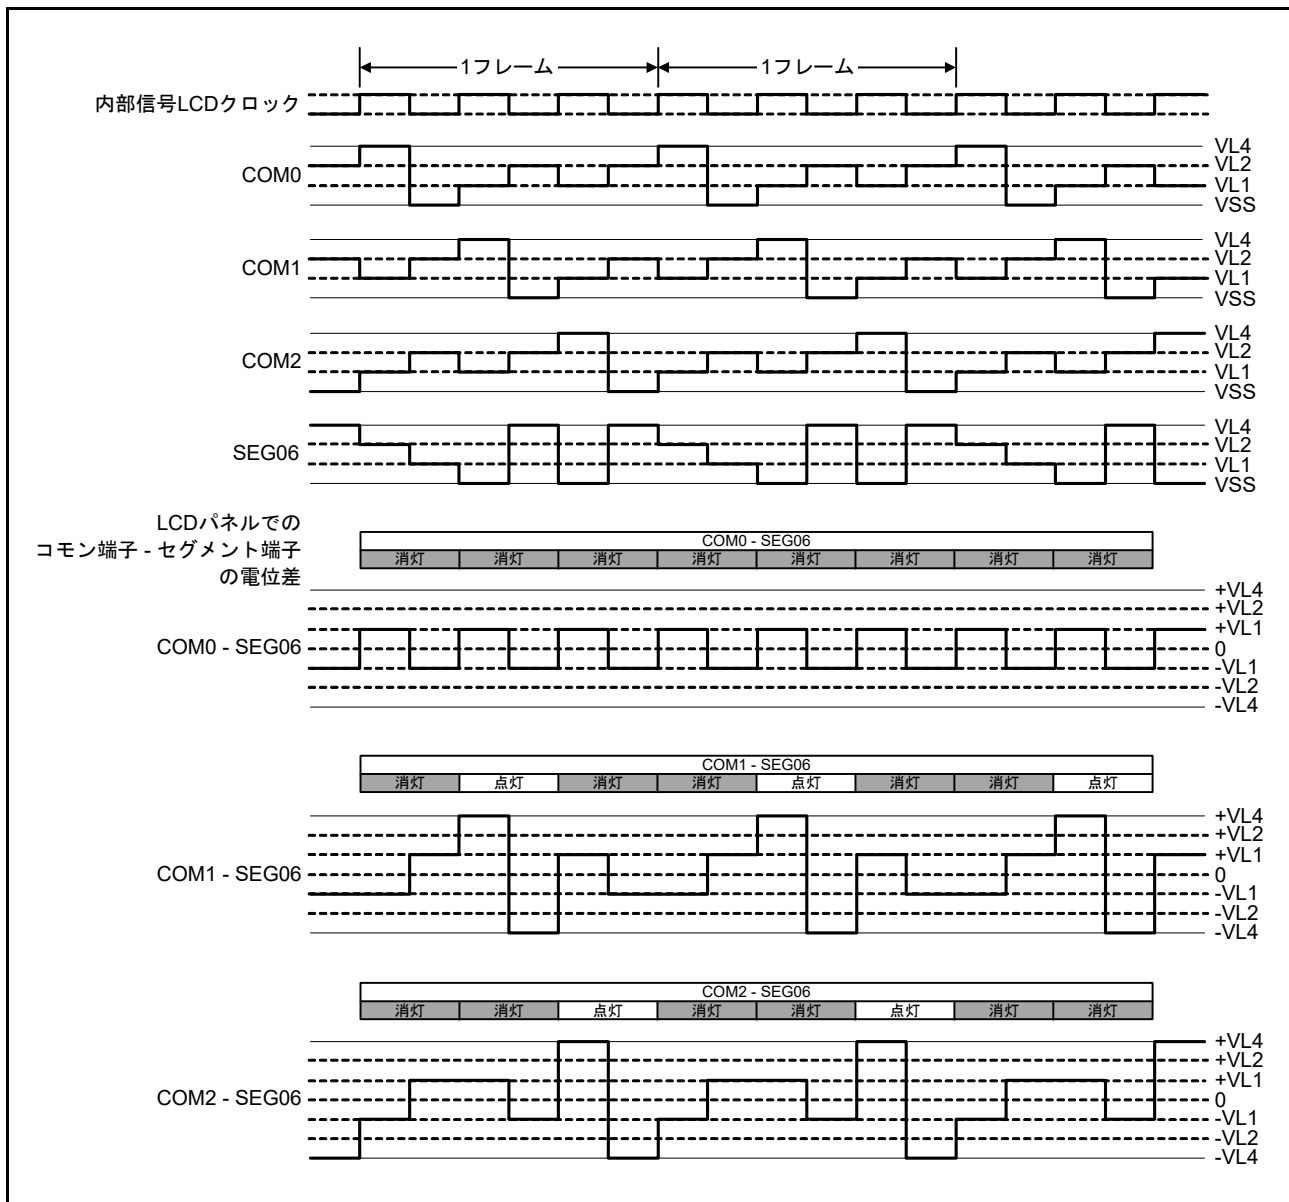 1フレーム 1フレーム
内部信号LCDクロック
COM0
VL4
VL2
VL1
VSS
COM1
VL4
VL2
VL1
VSS
COM2
VL4
VL2
VL1
VSS
SEG06
VL4
VL2
VL1
VSS
LCDパネルでの
コモン端子 - セグメント端子
の電位差
COM0 - SEG06
消灯 消灯 消灯 消灯 消灯 消灯 消灯 消灯
COM0 - SEG06
+VL4
+VL2
+VL1
0
-VL1
-VL2
-VL4
COM1 - SEG06
消灯 点灯 消灯 消灯 点灯 消灯 消灯 点灯
COM1 - SEG06
+VL4
+VL2
+VL1
0
-VL1
-VL2
-VL4
COM2 - SEG06
消灯 消灯 点灯 消灯 消灯 点灯 消灯 消灯
COM2 - SEG06
+VL4
+VL2
+VL1
0
-VL1
-VL2
-VL4